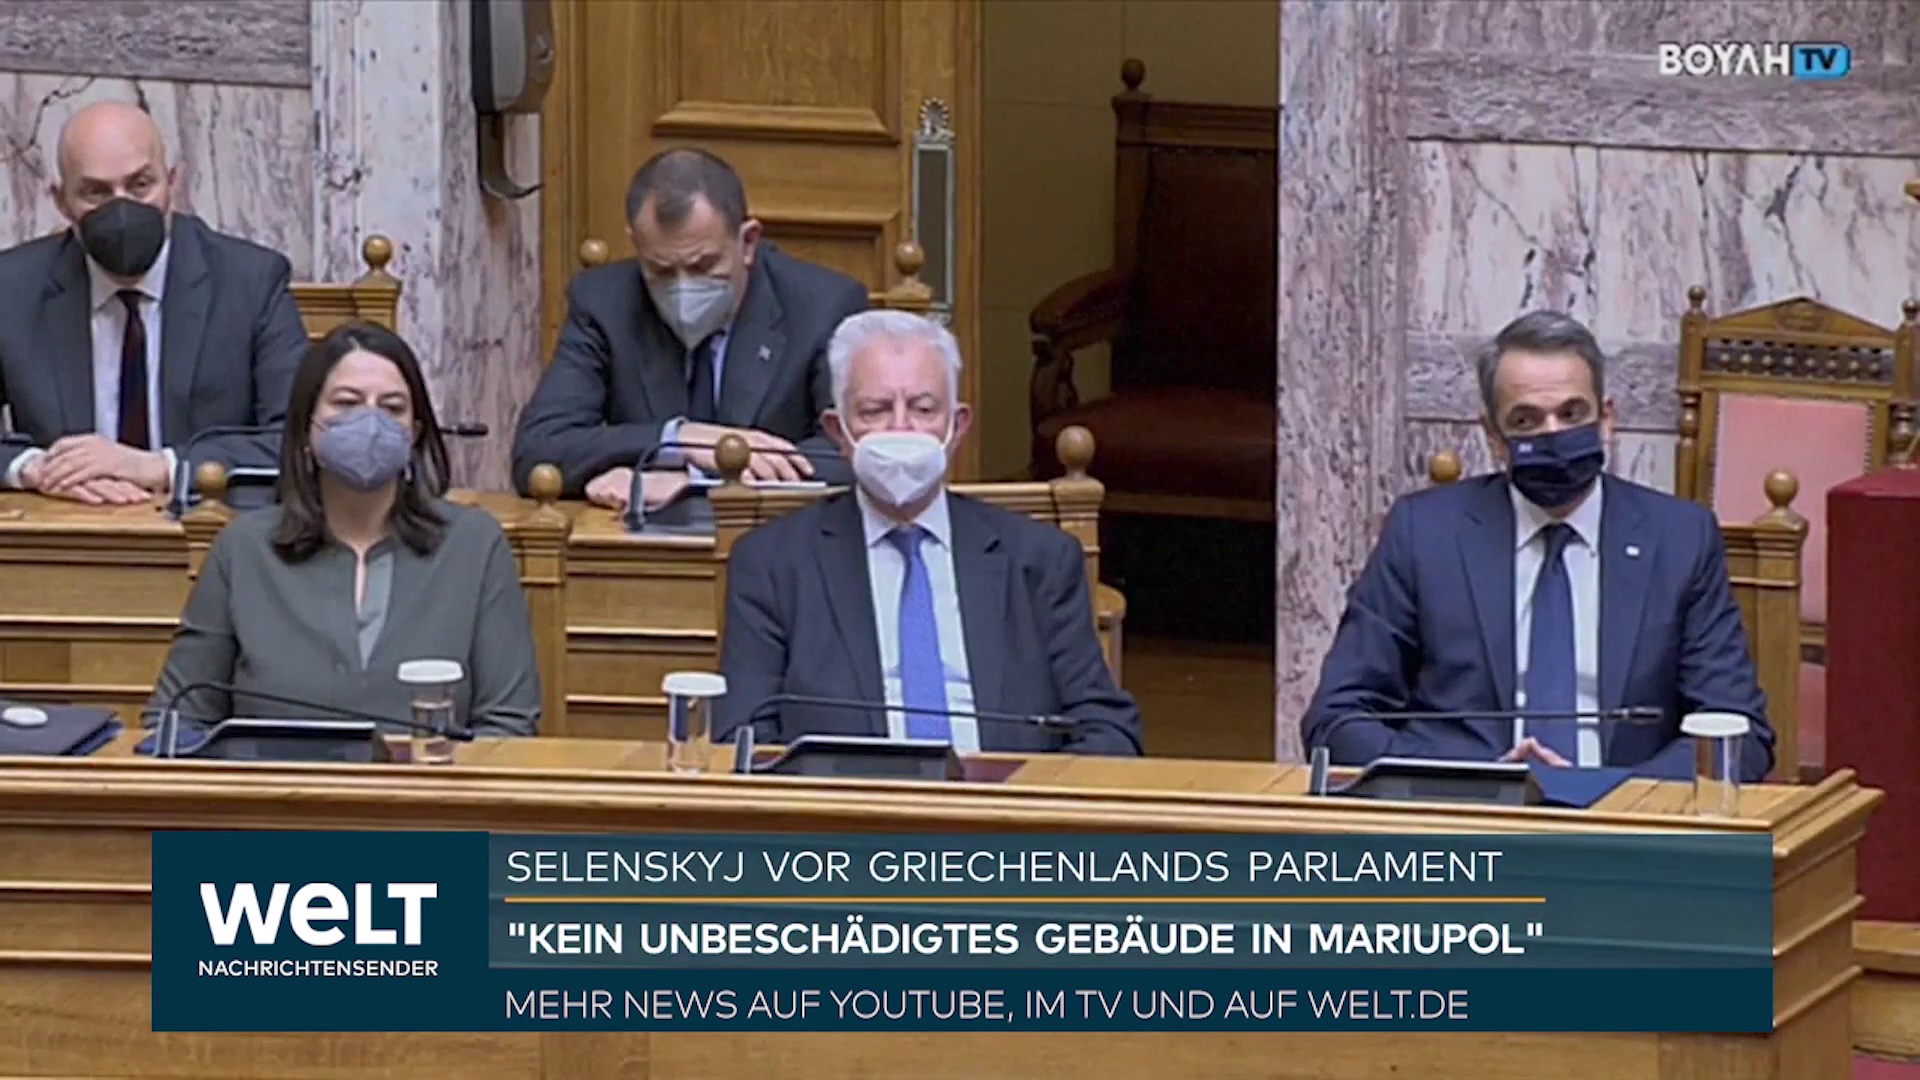 BOYAH TV
SELENSKYJ VOR GRIECHENLANDS PARLAMENT
"KEIN UNBESCHÄDIGTES GEBÄUDE IN MARIUPOL"
WELT
NACHRICHTENSENDER
MEHR NEWS AUF YOUTUBE, IM TV UND AUF WELT.DE